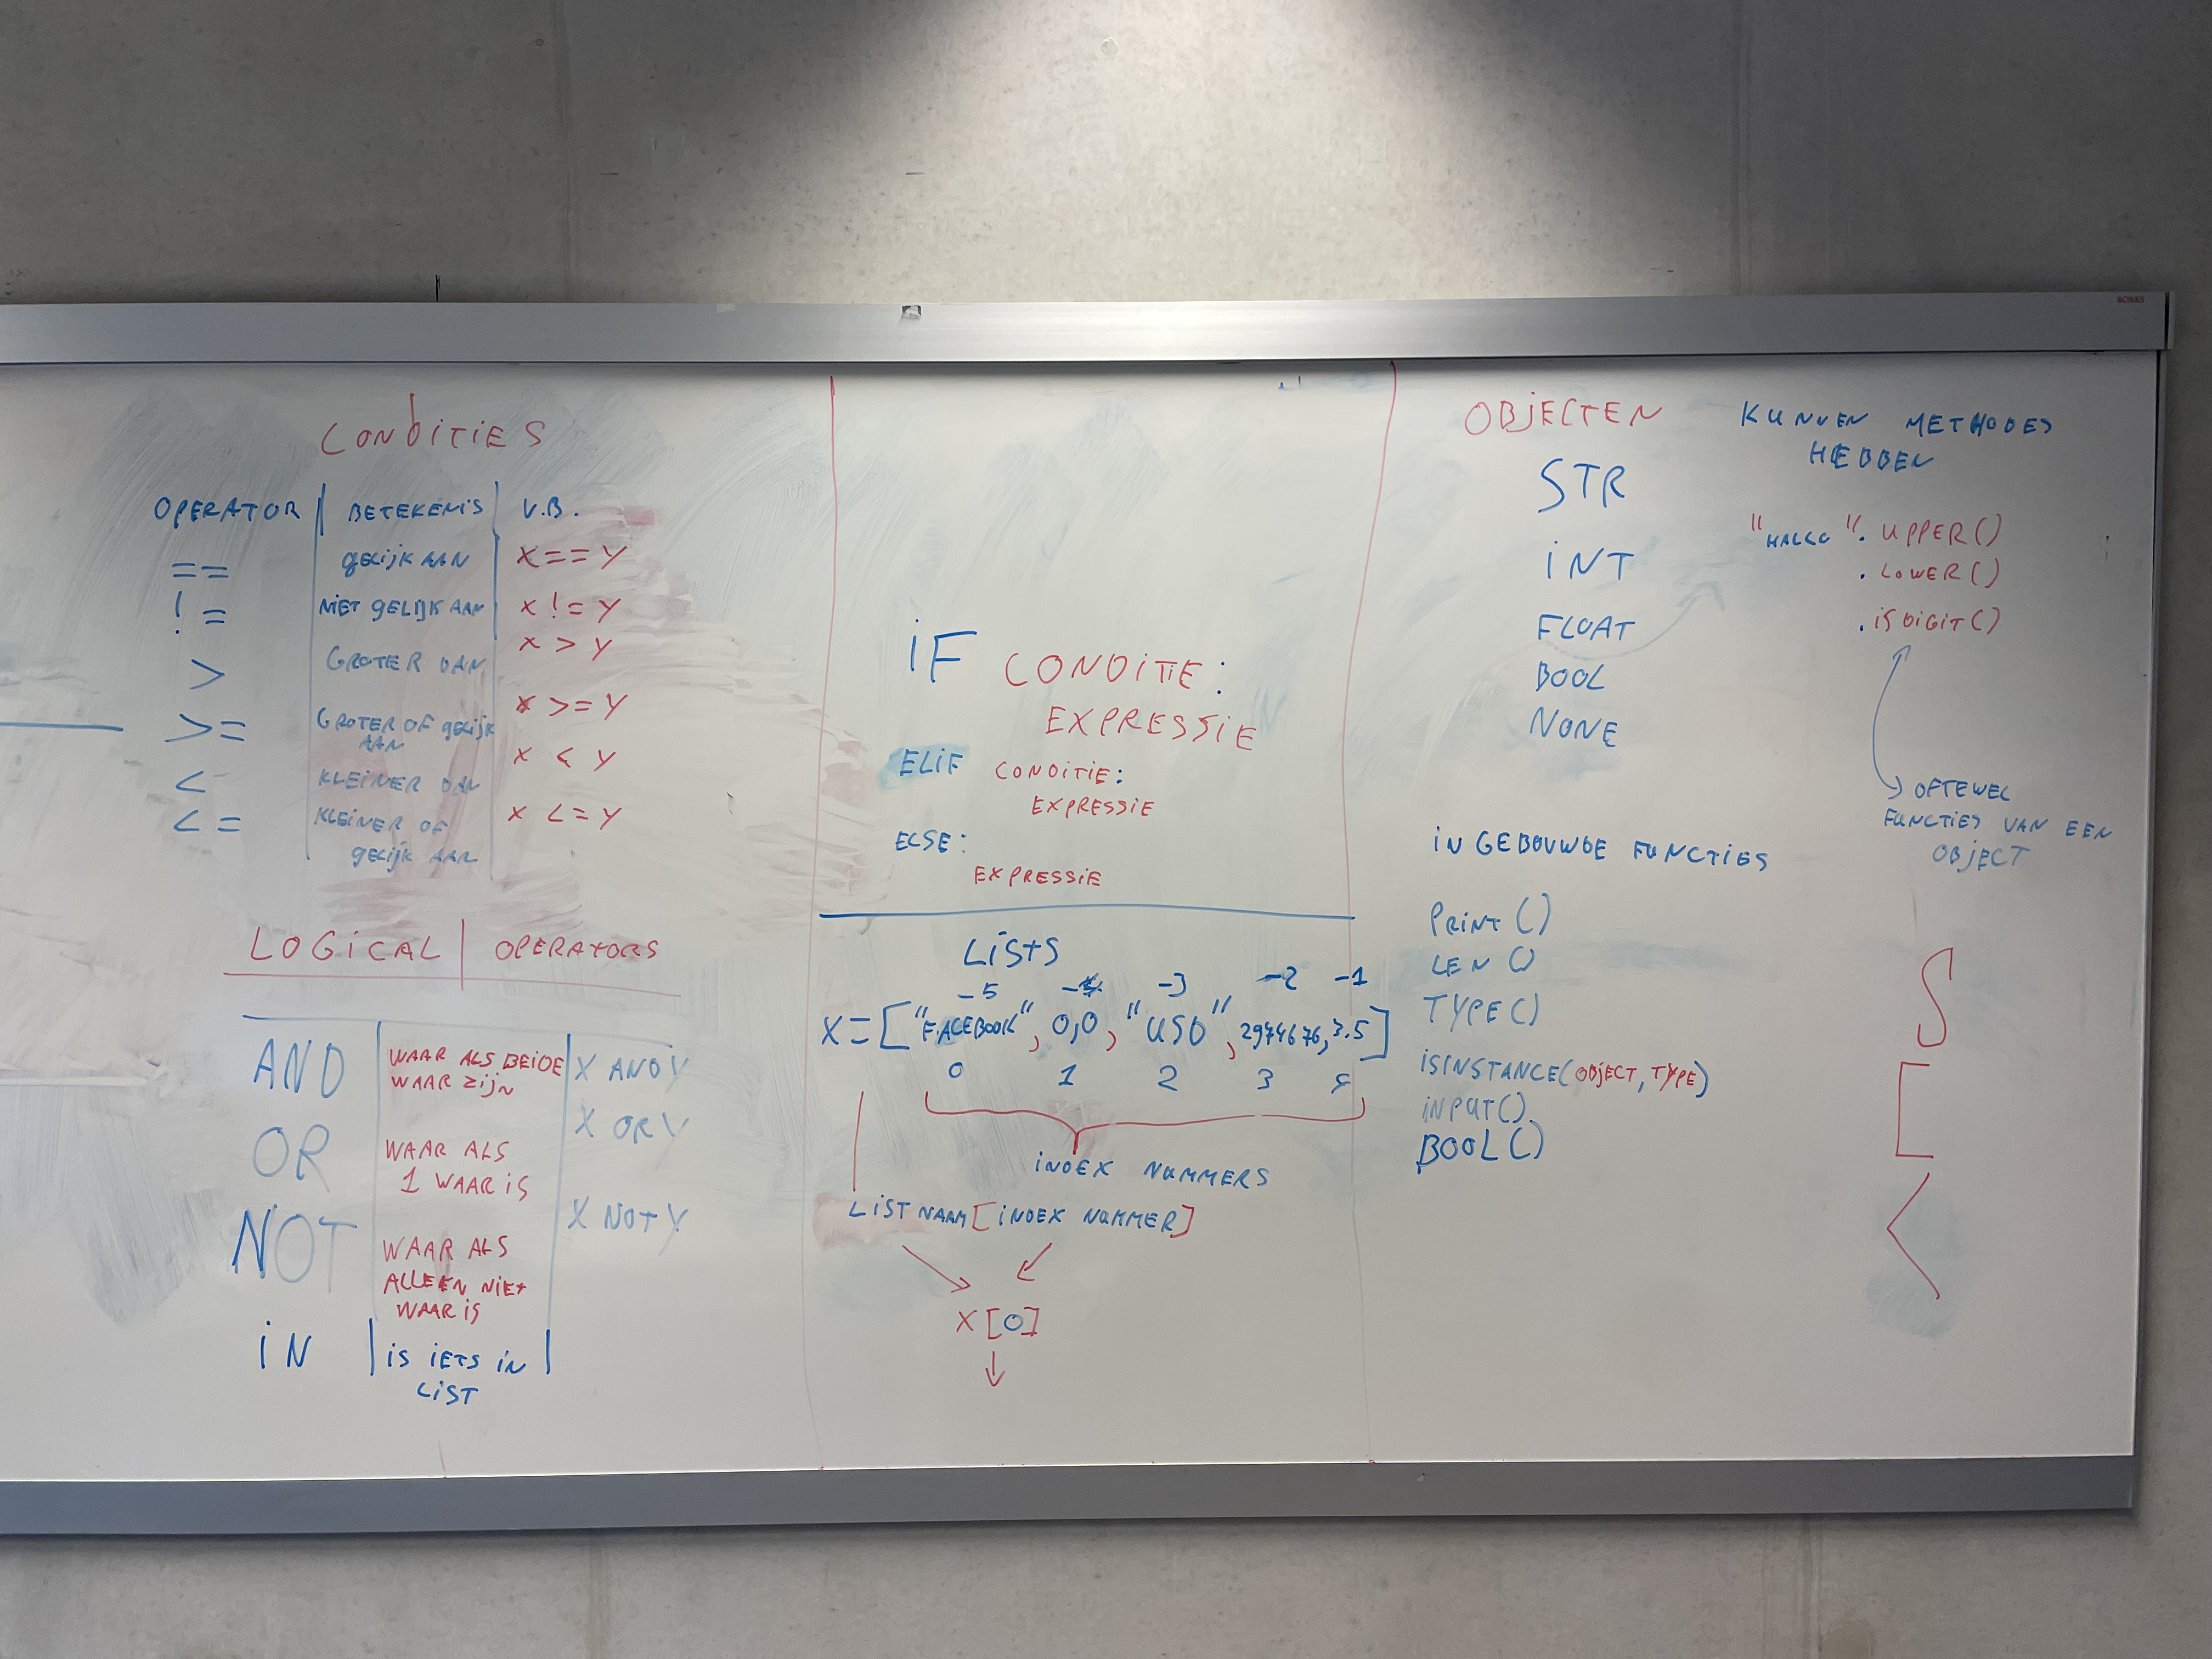 CONDITIES
OPERATOR | BETEKENIS | V.B.
== GELIJK AAN X==Y
!= NIET GELIJK AAN X != Y
> GROTER DAN X > Y
>= GROTER OF GELIJK AAN X >= Y
< KLEINER DAN X < Y
<= KLEINER OF GELIJK AAN X <= Y
LOGICAL | OPERATORS
AND WAAR ALS BEIDE WAAR ZIJN X AND Y
OR WAAR ALS 1 WAAR IS X OR Y
NOT WAAR ALS ALLEEN NIET WAAR IS X NOT Y
IN | IS IETS IN LIST |
IF CONDITIE:
EXPRESSIE
ELIF CONDITIE:
EXPRESSIE
ELSE:
EXPRESSIE
LISTS
-5 -4 -3 -2 -1
X=["FACEBOOK", 0,0, "USD", 2974676, 3.5]
0 1 2 3 4
INDEX NUMMERS
LISTNAAM[INDEX NUMMER]
X[0]
OBJECTEN
STR
INT
FLOAT
BOOL
NONE
KUNNEN METHODES
HEBBEN
"HALLO".UPPER()
.LOWER()
.ISDIGIT()
OFTEWEL
FUNCTIES VAN EEN
OBJECT
INGEBOUWDE FUNCTIES
PRINT()
LEN()
TYPE()
ISINSTANCE(OBJECT, TYPE)
INPUT()
BOOL()
S
[
<